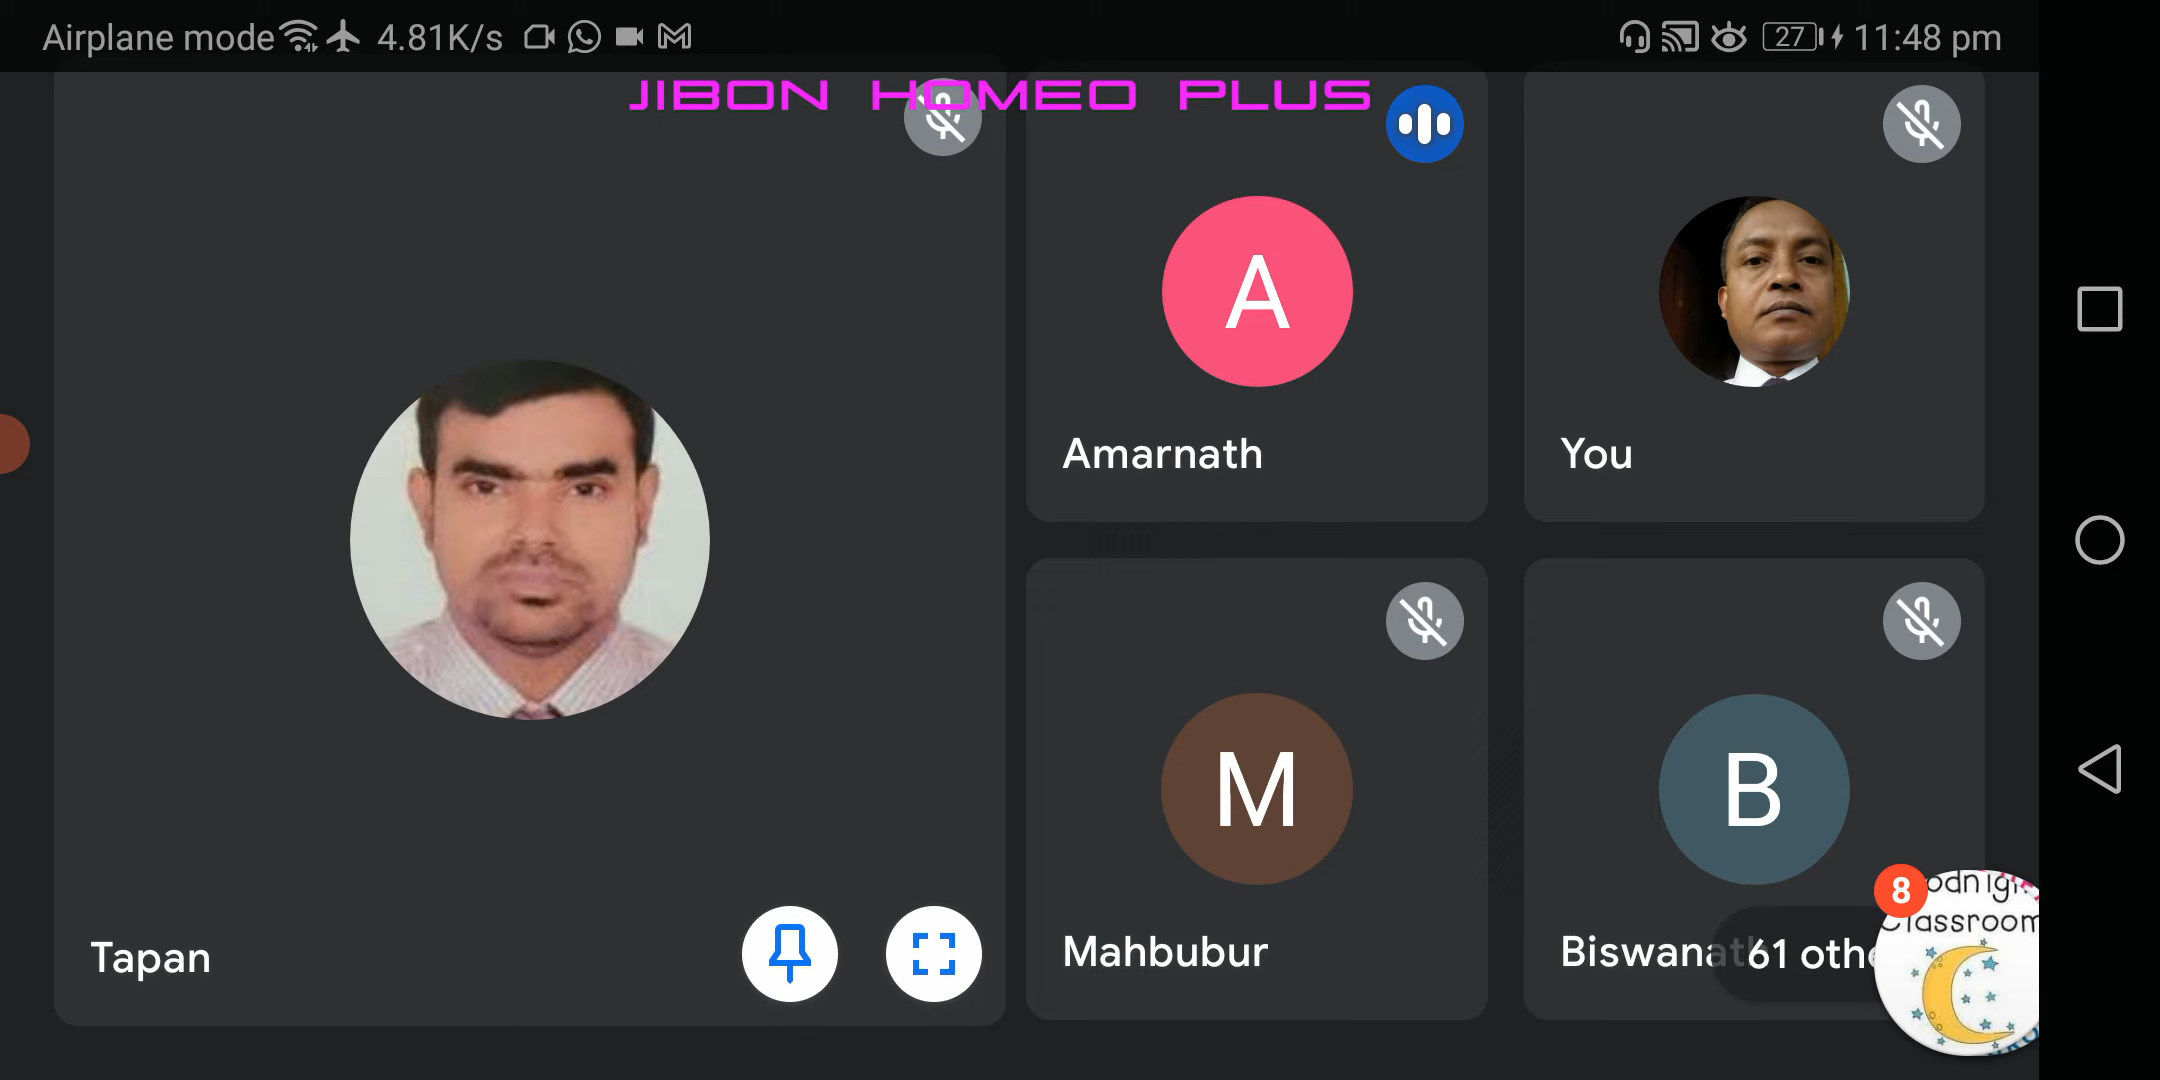 Airplane mode 4.81K/s 27 11:48 pm
JIBON HOMEO PLUS
A
Amarnath
You
Tapan
M
Mahbubur
B
Biswanath
61 othe
8
Classroom